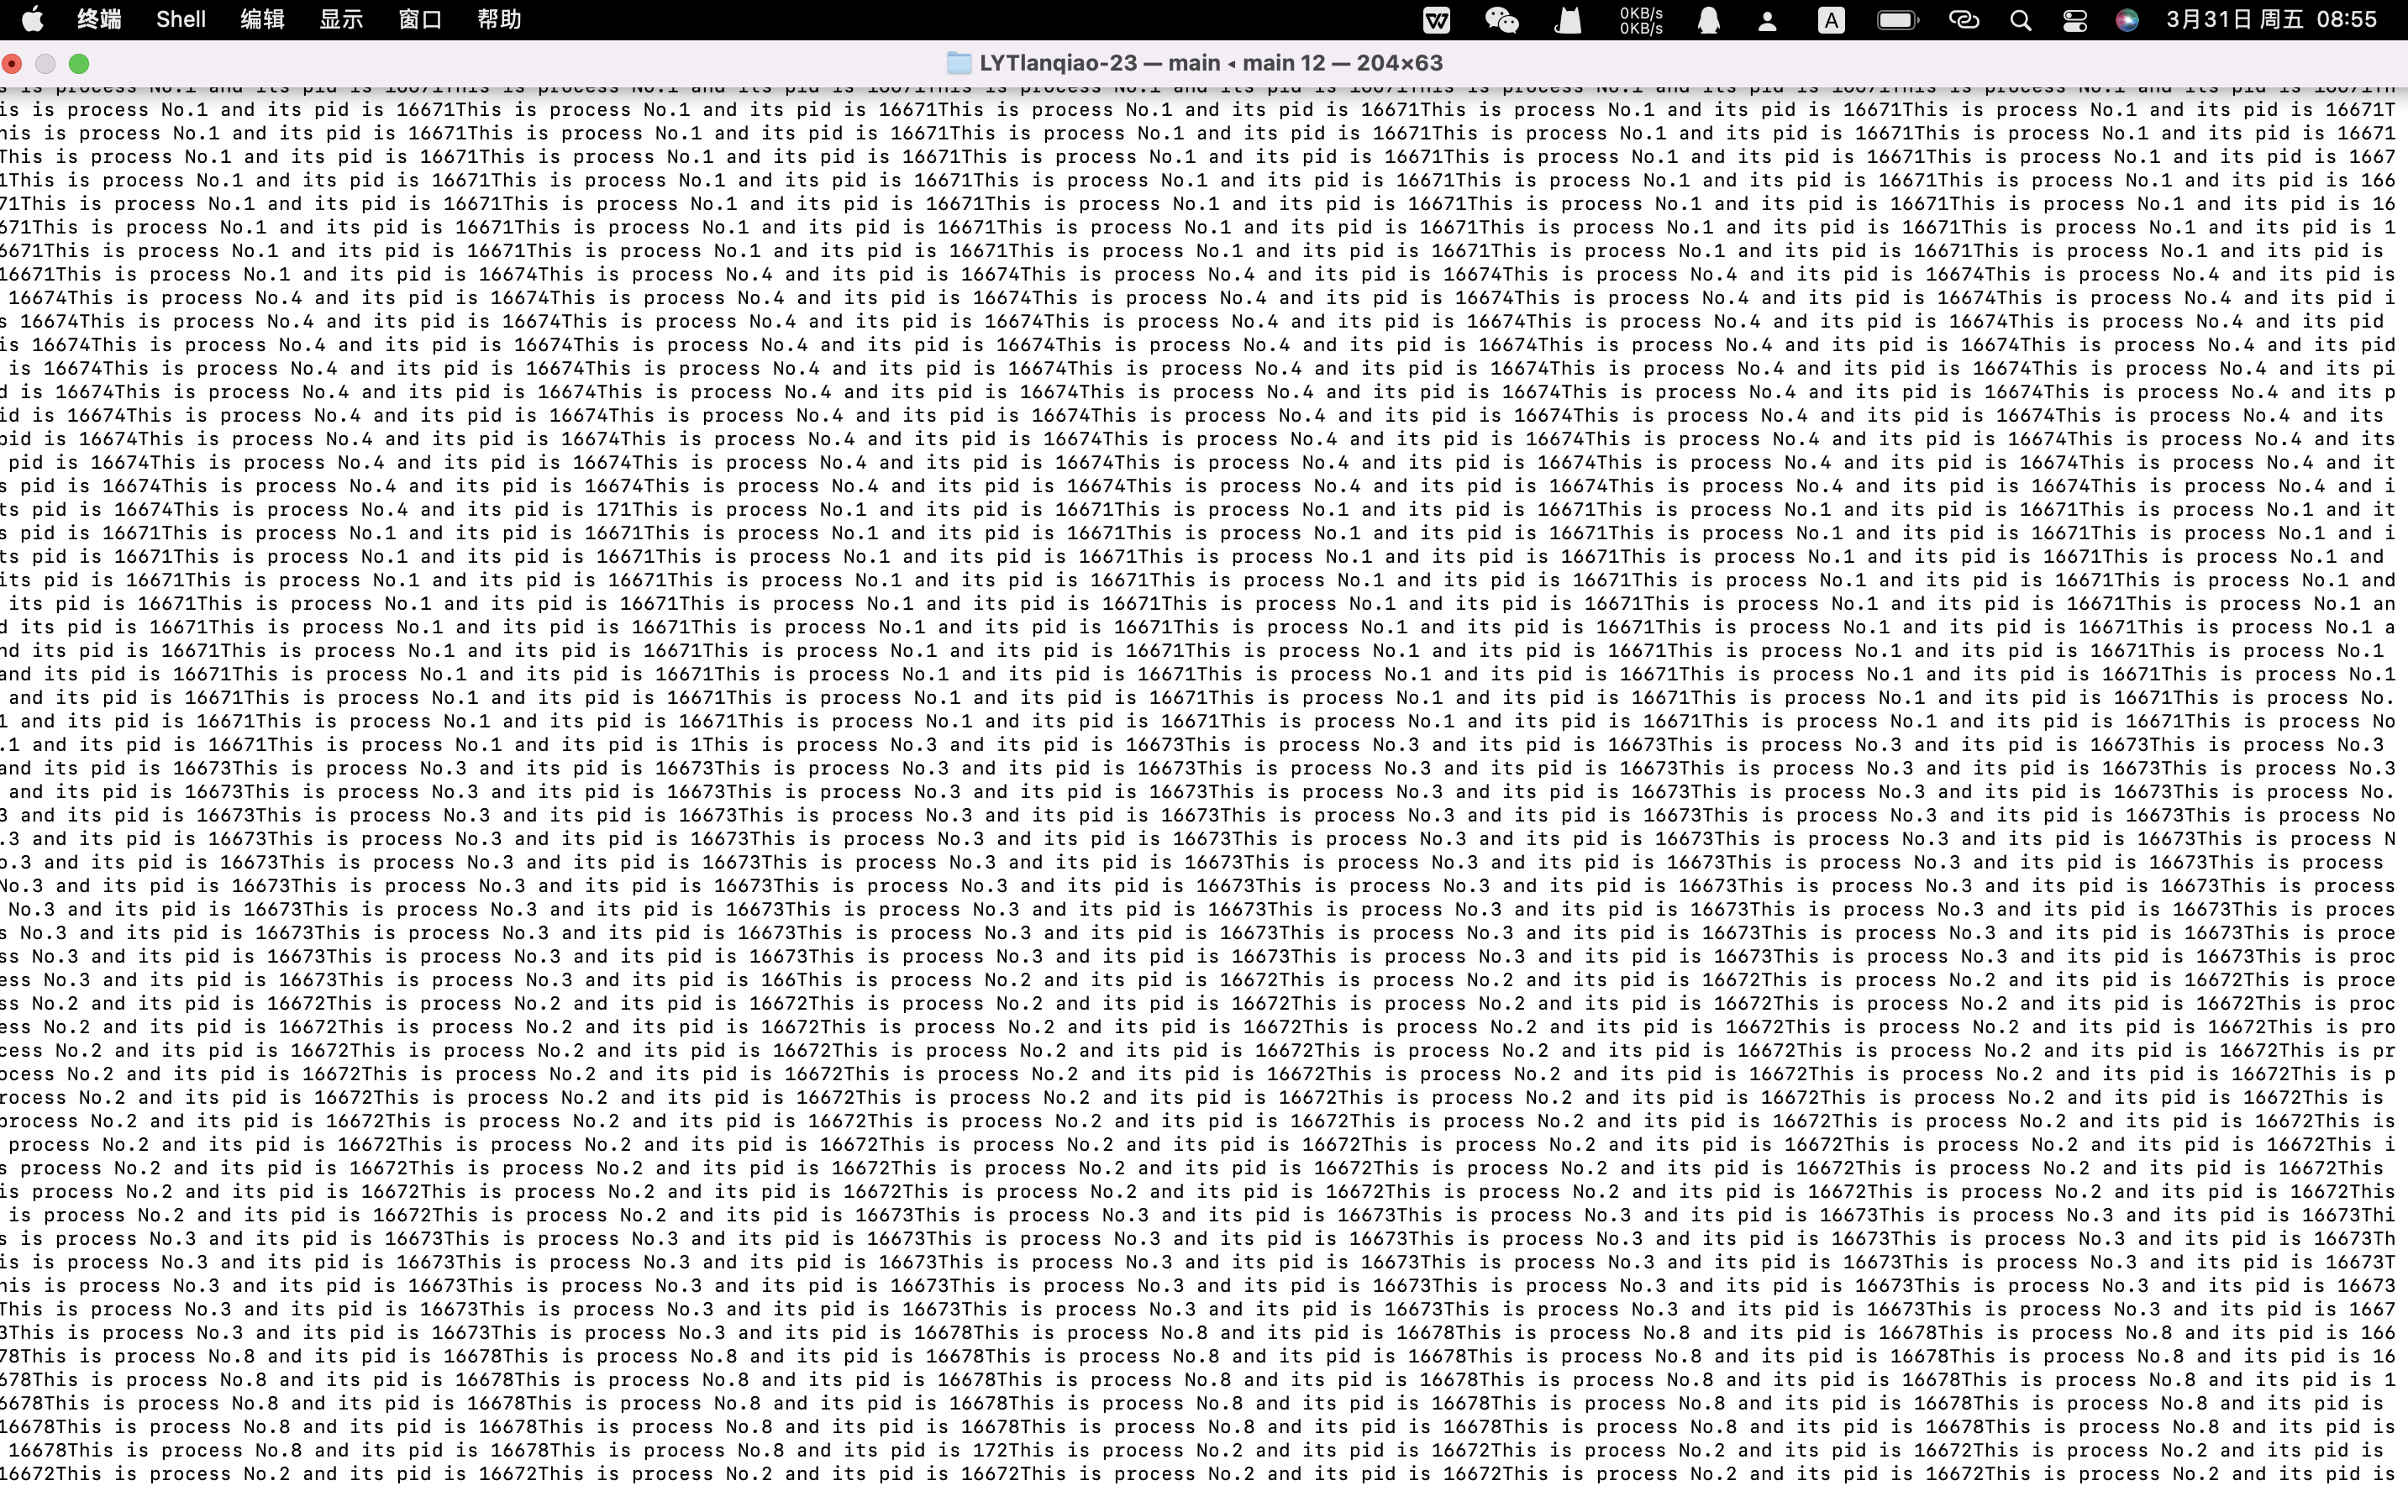 终端 Shell 编辑 显示 窗口 帮助 0KB/s 0KB/s A 3月31日 周五 08:55
LYTlanqiao-23 — main ◂ main 12 — 204×63
s is process No.1 and its pid is 16671This is process No.1 and its pid is 16671This is process No.1 and its pid is 16671This is process No.1 and its pid is 16671This is process No.1 and its pid is 16671Th
is is process No.1 and its pid is 16671This is process No.1 and its pid is 16671This is process No.1 and its pid is 16671This is process No.1 and its pid is 16671This is process No.1 and its pid is 16671T
his is process No.1 and its pid is 16671This is process No.1 and its pid is 16671This is process No.1 and its pid is 16671This is process No.1 and its pid is 16671This is process No.1 and its pid is 16671
This is process No.1 and its pid is 16671This is process No.1 and its pid is 16671This is process No.1 and its pid is 16671This is process No.1 and its pid is 16671This is process No.1 and its pid is 1667
1This is process No.1 and its pid is 16671This is process No.1 and its pid is 16671This is process No.1 and its pid is 16671This is process No.1 and its pid is 16671This is process No.1 and its pid is 166
71This is process No.1 and its pid is 16671This is process No.1 and its pid is 16671This is process No.1 and its pid is 16671This is process No.1 and its pid is 16671This is process No.1 and its pid is 16
671This is process No.1 and its pid is 16671This is process No.1 and its pid is 16671This is process No.1 and its pid is 16671This is process No.1 and its pid is 16671This is process No.1 and its pid is 1
6671This is process No.1 and its pid is 16671This is process No.1 and its pid is 16671This is process No.1 and its pid is 16671This is process No.1 and its pid is 16671This is process No.1 and its pid is
16671This is process No.1 and its pid is 16674This is process No.4 and its pid is 16674This is process No.4 and its pid is 16674This is process No.4 and its pid is 16674This is process No.4 and its pid is
16674This is process No.4 and its pid is 16674This is process No.4 and its pid is 16674This is process No.4 and its pid is 16674This is process No.4 and its pid is 16674This is process No.4 and its pid i
s 16674This is process No.4 and its pid is 16674This is process No.4 and its pid is 16674This is process No.4 and its pid is 16674This is process No.4 and its pid is 16674This is process No.4 and its pid
is 16674This is process No.4 and its pid is 16674This is process No.4 and its pid is 16674This is process No.4 and its pid is 16674This is process No.4 and its pid is 16674This is process No.4 and its pid
is 16674This is process No.4 and its pid is 16674This is process No.4 and its pid is 16674This is process No.4 and its pid is 16674This is process No.4 and its pid is 16674This is process No.4 and its pi
d is 16674This is process No.4 and its pid is 16674This is process No.4 and its pid is 16674This is process No.4 and its pid is 16674This is process No.4 and its pid is 16674This is process No.4 and its p
id is 16674This is process No.4 and its pid is 16674This is process No.4 and its pid is 16674This is process No.4 and its pid is 16674This is process No.4 and its pid is 16674This is process No.4 and its
pid is 16674This is process No.4 and its pid is 16674This is process No.4 and its pid is 16674This is process No.4 and its pid is 16674This is process No.4 and its pid is 16674This is process No.4 and its
pid is 16674This is process No.4 and its pid is 16674This is process No.4 and its pid is 16674This is process No.4 and its pid is 16674This is process No.4 and its pid is 16674This is process No.4 and it
s pid is 16674This is process No.4 and its pid is 16674This is process No.4 and its pid is 16674This is process No.4 and its pid is 16674This is process No.4 and its pid is 16674This is process No.4 and i
ts pid is 16674This is process No.4 and its pid is 171This is process No.1 and its pid is 16671This is process No.1 and its pid is 16671This is process No.1 and its pid is 16671This is process No.1 and it
s pid is 16671This is process No.1 and its pid is 16671This is process No.1 and its pid is 16671This is process No.1 and its pid is 16671This is process No.1 and its pid is 16671This is process No.1 and i
ts pid is 16671This is process No.1 and its pid is 16671This is process No.1 and its pid is 16671This is process No.1 and its pid is 16671This is process No.1 and its pid is 16671This is process No.1 and
its pid is 16671This is process No.1 and its pid is 16671This is process No.1 and its pid is 16671This is process No.1 and its pid is 16671This is process No.1 and its pid is 16671This is process No.1 and
its pid is 16671This is process No.1 and its pid is 16671This is process No.1 and its pid is 16671This is process No.1 and its pid is 16671This is process No.1 and its pid is 16671This is process No.1 an
d its pid is 16671This is process No.1 and its pid is 16671This is process No.1 and its pid is 16671This is process No.1 and its pid is 16671This is process No.1 and its pid is 16671This is process No.1 a
nd its pid is 16671This is process No.1 and its pid is 16671This is process No.1 and its pid is 16671This is process No.1 and its pid is 16671This is process No.1 and its pid is 16671This is process No.1
and its pid is 16671This is process No.1 and its pid is 16671This is process No.1 and its pid is 16671This is process No.1 and its pid is 16671This is process No.1 and its pid is 16671This is process No.1
and its pid is 16671This is process No.1 and its pid is 16671This is process No.1 and its pid is 16671This is process No.1 and its pid is 16671This is process No.1 and its pid is 16671This is process No.
1 and its pid is 16671This is process No.1 and its pid is 16671This is process No.1 and its pid is 16671This is process No.1 and its pid is 16671This is process No.1 and its pid is 16671This is process No
.1 and its pid is 16671This is process No.1 and its pid is 1This is process No.3 and its pid is 16673This is process No.3 and its pid is 16673This is process No.3 and its pid is 16673This is process No.3
and its pid is 16673This is process No.3 and its pid is 16673This is process No.3 and its pid is 16673This is process No.3 and its pid is 16673This is process No.3 and its pid is 16673This is process No.3
and its pid is 16673This is process No.3 and its pid is 16673This is process No.3 and its pid is 16673This is process No.3 and its pid is 16673This is process No.3 and its pid is 16673This is process No.
3 and its pid is 16673This is process No.3 and its pid is 16673This is process No.3 and its pid is 16673This is process No.3 and its pid is 16673This is process No.3 and its pid is 16673This is process No
.3 and its pid is 16673This is process No.3 and its pid is 16673This is process No.3 and its pid is 16673This is process No.3 and its pid is 16673This is process No.3 and its pid is 16673This is process N
o.3 and its pid is 16673This is process No.3 and its pid is 16673This is process No.3 and its pid is 16673This is process No.3 and its pid is 16673This is process No.3 and its pid is 16673This is process
No.3 and its pid is 16673This is process No.3 and its pid is 16673This is process No.3 and its pid is 16673This is process No.3 and its pid is 16673This is process No.3 and its pid is 16673This is process
No.3 and its pid is 16673This is process No.3 and its pid is 16673This is process No.3 and its pid is 16673This is process No.3 and its pid is 16673This is process No.3 and its pid is 16673This is proces
s No.3 and its pid is 16673This is process No.3 and its pid is 16673This is process No.3 and its pid is 16673This is process No.3 and its pid is 16673This is process No.3 and its pid is 16673This is proce
ss No.3 and its pid is 16673This is process No.3 and its pid is 16673This is process No.3 and its pid is 16673This is process No.3 and its pid is 16673This is process No.3 and its pid is 16673This is proc
ess No.3 and its pid is 16673This is process No.3 and its pid is 166This is process No.2 and its pid is 16672This is process No.2 and its pid is 16672This is process No.2 and its pid is 16672This is proce
ss No.2 and its pid is 16672This is process No.2 and its pid is 16672This is process No.2 and its pid is 16672This is process No.2 and its pid is 16672This is process No.2 and its pid is 16672This is proc
ess No.2 and its pid is 16672This is process No.2 and its pid is 16672This is process No.2 and its pid is 16672This is process No.2 and its pid is 16672This is process No.2 and its pid is 16672This is pro
cess No.2 and its pid is 16672This is process No.2 and its pid is 16672This is process No.2 and its pid is 16672This is process No.2 and its pid is 16672This is process No.2 and its pid is 16672This is pr
ocess No.2 and its pid is 16672This is process No.2 and its pid is 16672This is process No.2 and its pid is 16672This is process No.2 and its pid is 16672This is process No.2 and its pid is 16672This is p
rocess No.2 and its pid is 16672This is process No.2 and its pid is 16672This is process No.2 and its pid is 16672This is process No.2 and its pid is 16672This is process No.2 and its pid is 16672This is
process No.2 and its pid is 16672This is process No.2 and its pid is 16672This is process No.2 and its pid is 16672This is process No.2 and its pid is 16672This is process No.2 and its pid is 16672This is
process No.2 and its pid is 16672This is process No.2 and its pid is 16672This is process No.2 and its pid is 16672This is process No.2 and its pid is 16672This is process No.2 and its pid is 16672This i
s process No.2 and its pid is 16672This is process No.2 and its pid is 16672This is process No.2 and its pid is 16672This is process No.2 and its pid is 16672This is process No.2 and its pid is 16672This
is process No.2 and its pid is 16672This is process No.2 and its pid is 16672This is process No.2 and its pid is 16672This is process No.2 and its pid is 16672This is process No.2 and its pid is 16672This
is process No.2 and its pid is 16672This is process No.2 and its pid is 16673This is process No.3 and its pid is 16673This is process No.3 and its pid is 16673This is process No.3 and its pid is 16673Thi
s is process No.3 and its pid is 16673This is process No.3 and its pid is 16673This is process No.3 and its pid is 16673This is process No.3 and its pid is 16673This is process No.3 and its pid is 16673Th
is is process No.3 and its pid is 16673This is process No.3 and its pid is 16673This is process No.3 and its pid is 16673This is process No.3 and its pid is 16673This is process No.3 and its pid is 16673T
his is process No.3 and its pid is 16673This is process No.3 and its pid is 16673This is process No.3 and its pid is 16673This is process No.3 and its pid is 16673This is process No.3 and its pid is 16673
This is process No.3 and its pid is 16673This is process No.3 and its pid is 16673This is process No.3 and its pid is 16673This is process No.3 and its pid is 16673This is process No.3 and its pid is 1667
3This is process No.3 and its pid is 16673This is process No.3 and its pid is 16678This is process No.8 and its pid is 16678This is process No.8 and its pid is 16678This is process No.8 and its pid is 166
78This is process No.8 and its pid is 16678This is process No.8 and its pid is 16678This is process No.8 and its pid is 16678This is process No.8 and its pid is 16678This is process No.8 and its pid is 16
678This is process No.8 and its pid is 16678This is process No.8 and its pid is 16678This is process No.8 and its pid is 16678This is process No.8 and its pid is 16678This is process No.8 and its pid is 1
6678This is process No.8 and its pid is 16678This is process No.8 and its pid is 16678This is process No.8 and its pid is 16678This is process No.8 and its pid is 16678This is process No.8 and its pid is
16678This is process No.8 and its pid is 16678This is process No.8 and its pid is 16678This is process No.8 and its pid is 16678This is process No.8 and its pid is 16678This is process No.8 and its pid is
16678This is process No.8 and its pid is 16678This is process No.8 and its pid is 172This is process No.2 and its pid is 16672This is process No.2 and its pid is 16672This is process No.2 and its pid is
16672This is process No.2 and its pid is 16672This is process No.2 and its pid is 16672This is process No.2 and its pid is 16672This is process No.2 and its pid is 16672This is process No.2 and its pid is